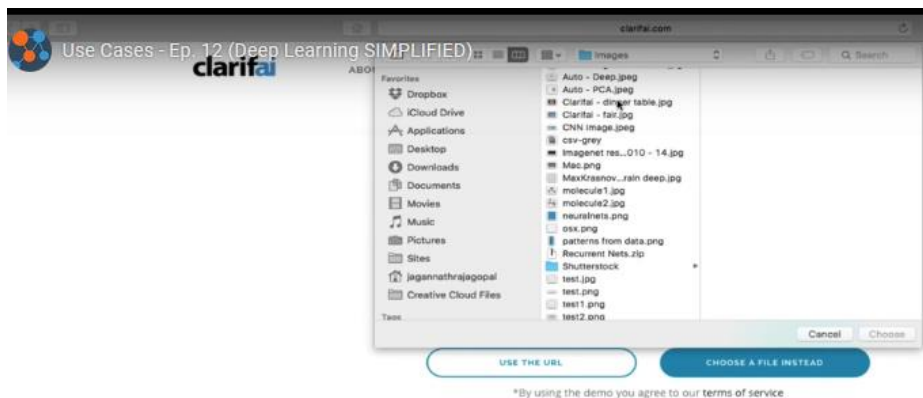 clarifai.com
Use Cases - Ep. 12 (Deep Learning SIMPLIFIED)
clarifai
ABO
Images
Search
Favorites
Dropbox
iCloud Drive
Applications
Desktop
Downloads
Documents
Movies
Music
Pictures
Sites
jagannathrajagopal
Creative Cloud Files
Tags
Auto - Deep.jpeg
Auto - PCA.jpeg
Clarifai - dinner table.jpg
Clarifai - fair.jpg
CNN image.jpeg
csv-grey
Imagenet res...010 - 14.jpg
Mac.png
MaxKrasnov...rain deep.jpg
molecule1.jpg
molecule2.jpg
neuralnets.png
osx.png
patterns from data.png
Recurrent Nets.zip
Shutterstock
test.jpg
test.png
test1.png
test2.png
Cancel
Choose
USE THE URL
CHOOSE A FILE INSTEAD
*By using the demo you agree to our terms of service